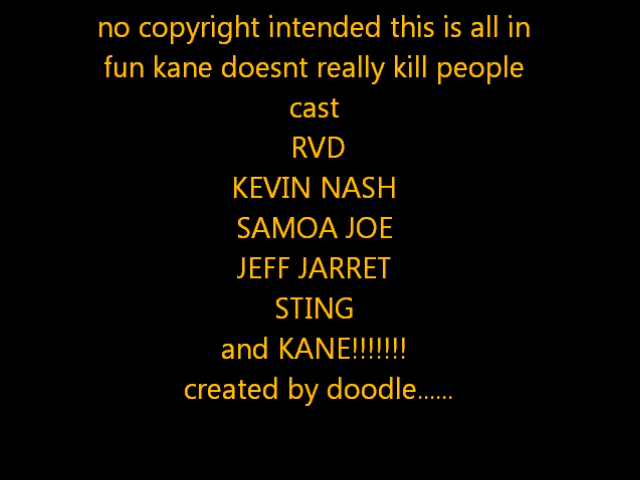 no copyright intended this is all in
fun kane doesnt really kill people
cast
RVD
KEVIN NASH
SAMOA JOE
JEFF JARRET
STING
and KANE!!!!!!!
created by doodle......